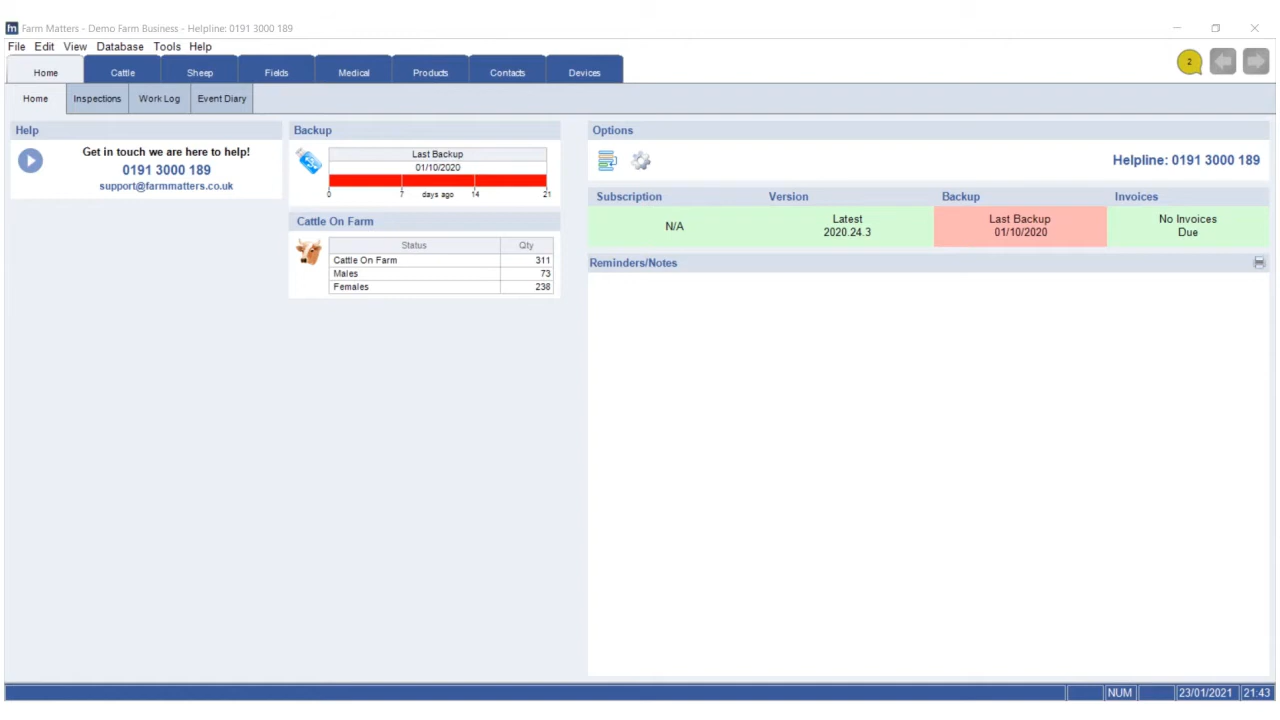 fm Farm Matters - Demo Farm Business - Helpline: 0191 3000 189
File Edit View Database Tools Help
Home Cattle Sheep Fields Medical Products Contacts Devices
2
Home Inspections Work Log Event Diary
Help
Get in touch we are here to help!
0191 3000 189
support@farmmatters.co.uk
Backup
Last Backup
01/10/2020
0 7 days ago 14 21
Cattle On Farm
Status Qty
Cattle On Farm 311
Males 73
Females 238
Options
Helpline: 0191 3000 189
Subscription Version Backup Invoices
N/A
Latest
2020.24.3
Last Backup
01/10/2020
No Invoices
Due
Reminders/Notes
NUM 23/01/2021 21:43